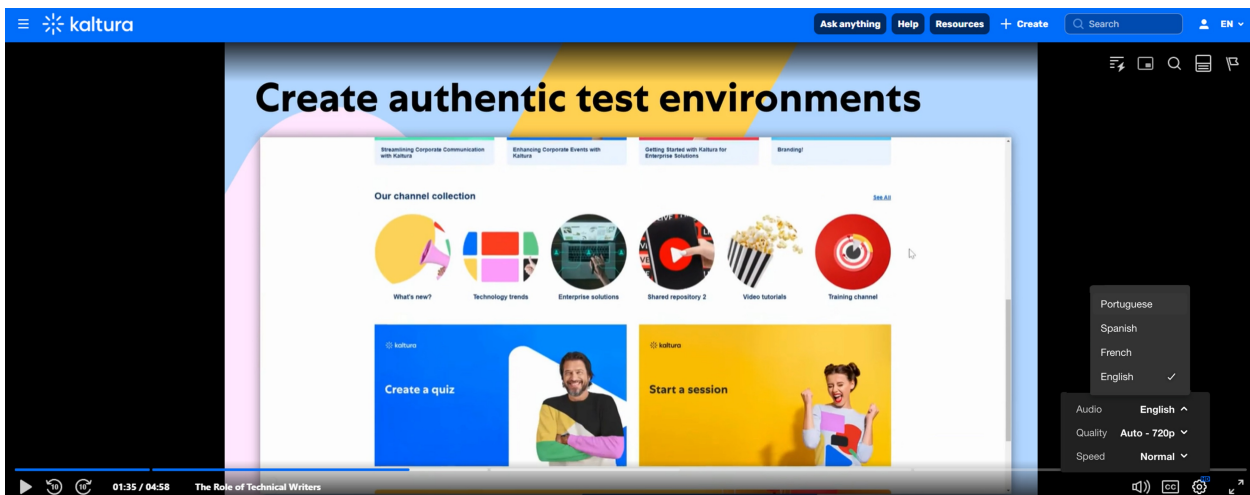 kaltura
Ask anything Help Resources + Create Search EN
Create authentic test environments
Streamlining Corporate Communication with Kaltura
Enhancing Corporate Events with Kaltura
Getting Started with Kaltura for Enterprise Solutions
Branding!
Our channel collection
See All
What's new?
Technology trends
Enterprise solutions
Shared repository 2
Video tutorials
Training channel
kaltura
Create a quiz
kaltura
Start a session
Portuguese
Spanish
French
English
Audio English
Quality Auto - 720p
Speed Normal
10 10 01:35 / 04:58 The Role of Technical Writers
CC